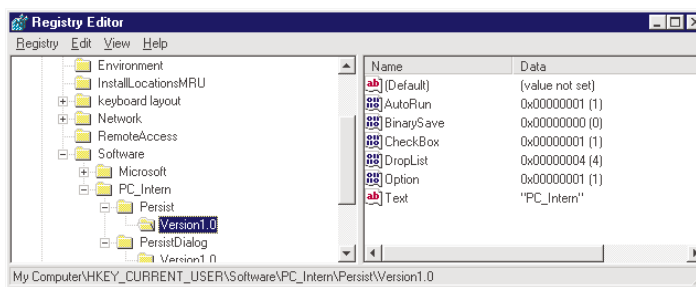 Registry Editor
Registry Edit View Help
Environment
InstallLocationsMRU
keyboard layout
Network
RemoteAccess
Software
Microsoft
PC_Intern
Persist
Version1.0
PersistDialog
Version1.0
Name Data
ab (Default) (value not set)
AutoRun 0x00000001 (1)
BinarySave 0x00000000 (0)
CheckBox 0x00000001 (1)
DropList 0x00000004 (4)
Option 0x00000001 (1)
ab Text "PC_Intern"
My Computer\HKEY_CURRENT_USER\Software\PC_Intern\Persist\Version1.0